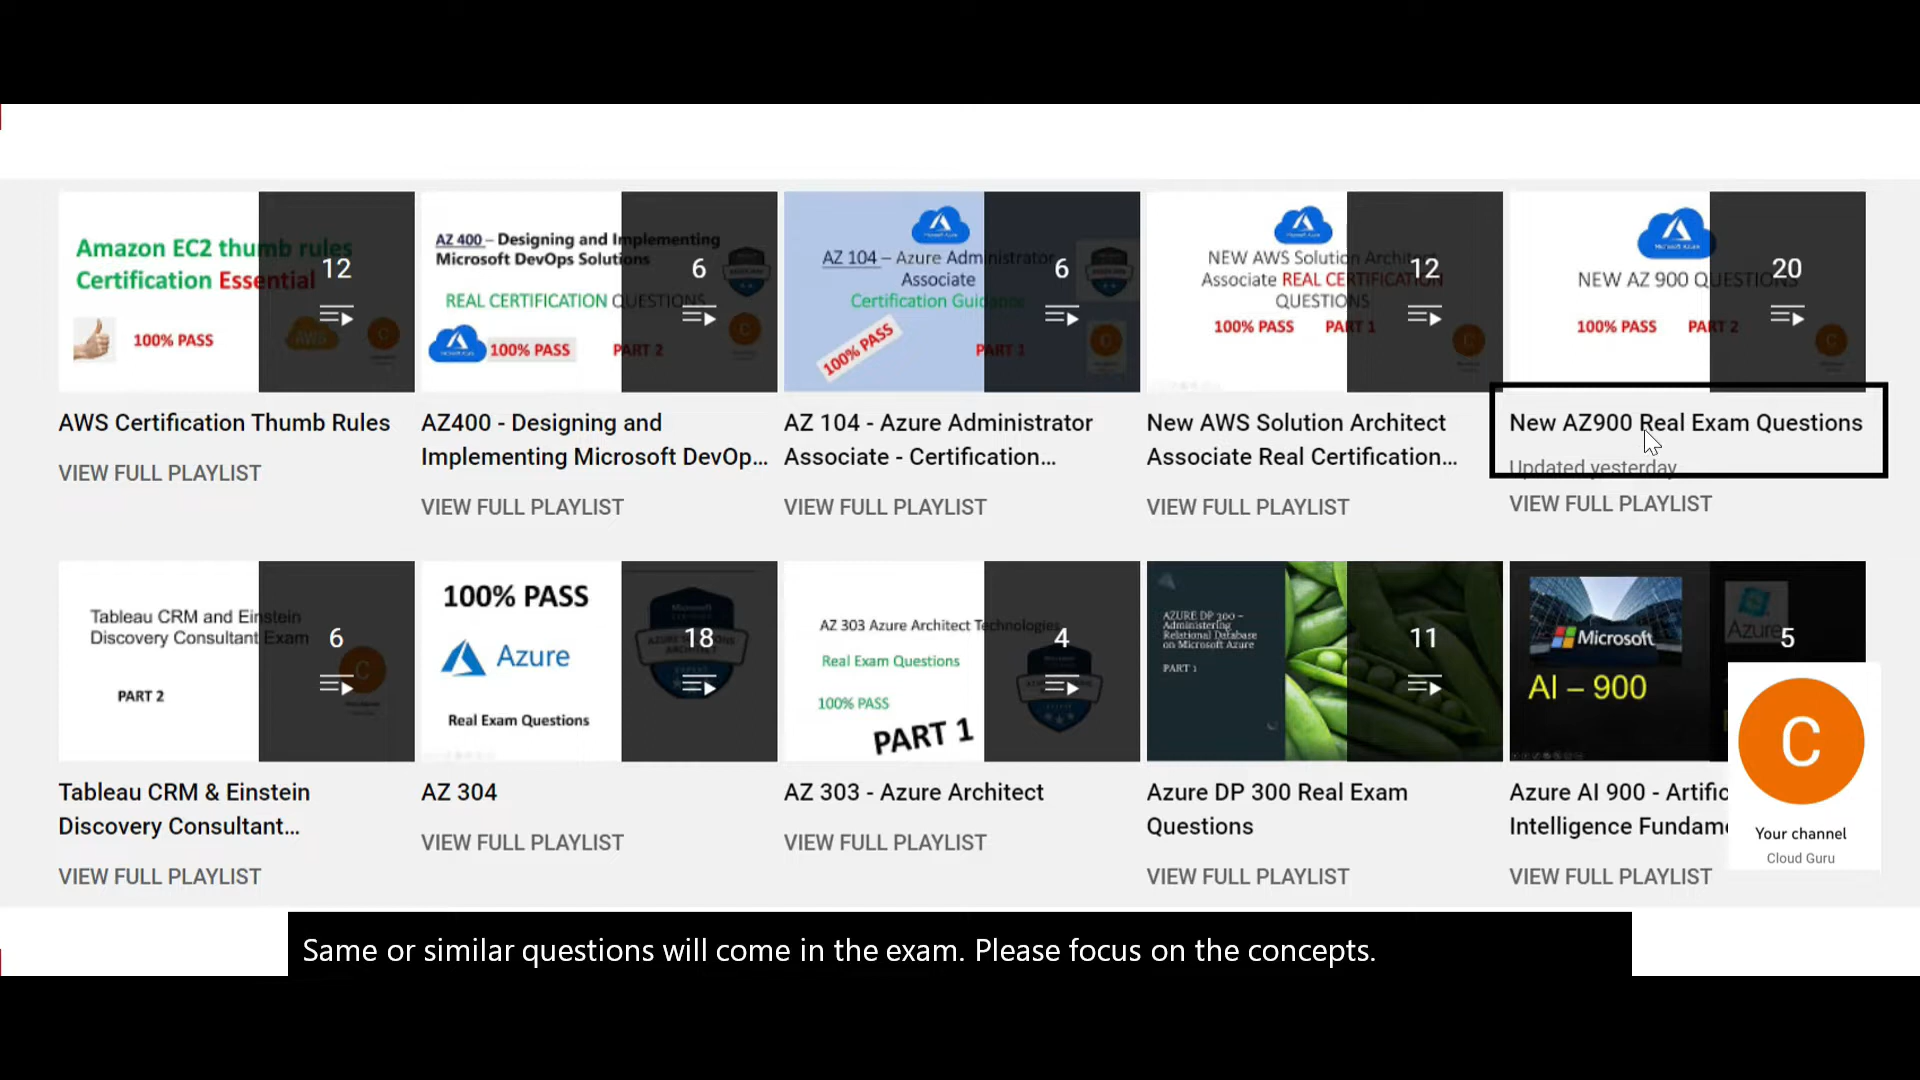 Amazon EC2 thumb rules
Certification Essential
100% PASS
12
AWS Certification Thumb Rules
VIEW FULL PLAYLIST
AZ 400 – Designing and Implementing
Microsoft DevOps Solutions
REAL CERTIFICATION QUESTIONS
100% PASS PART 2
6
AZ400 - Designing and
Implementing Microsoft DevOp...
VIEW FULL PLAYLIST
AZ 104 – Azure Administrator
Associate
Certification Guidance
100% PASS
PART 1
6
AZ 104 - Azure Administrator
Associate - Certification...
VIEW FULL PLAYLIST
NEW AWS Solution Architect
Associate REAL CERTIFICATION
QUESTIONS
100% PASS PART 1
12
New AWS Solution Architect
Associate Real Certification...
VIEW FULL PLAYLIST
Microsoft Azure
NEW AZ 900 QUESTIONS
100% PASS PART 2
20
New AZ900 Real Exam Questions
Updated yesterday
VIEW FULL PLAYLIST
Tableau CRM and Einstein
Discovery Consultant Exam
PART 2
6
C
Tableau CRM & Einstein
Discovery Consultant...
VIEW FULL PLAYLIST
100% PASS
Azure
Real Exam Questions
18
AZ 304
VIEW FULL PLAYLIST
AZ 303 Azure Architect Technologies
Real Exam Questions
100% PASS
PART 1
4
AZ 303 - Azure Architect
VIEW FULL PLAYLIST
AZURE DP 300 –
Administering
Relational Database
on Microsoft Azure
PART 1
11
Azure DP 300 Real Exam
Questions
VIEW FULL PLAYLIST
Microsoft
Azure
AI – 900
5
Azure AI 900 - Artific
Intelligence Fundam
VIEW FULL PLAYLIST
C
Your channel
Cloud Guru
Same or similar questions will come in the exam. Please focus on the concepts.